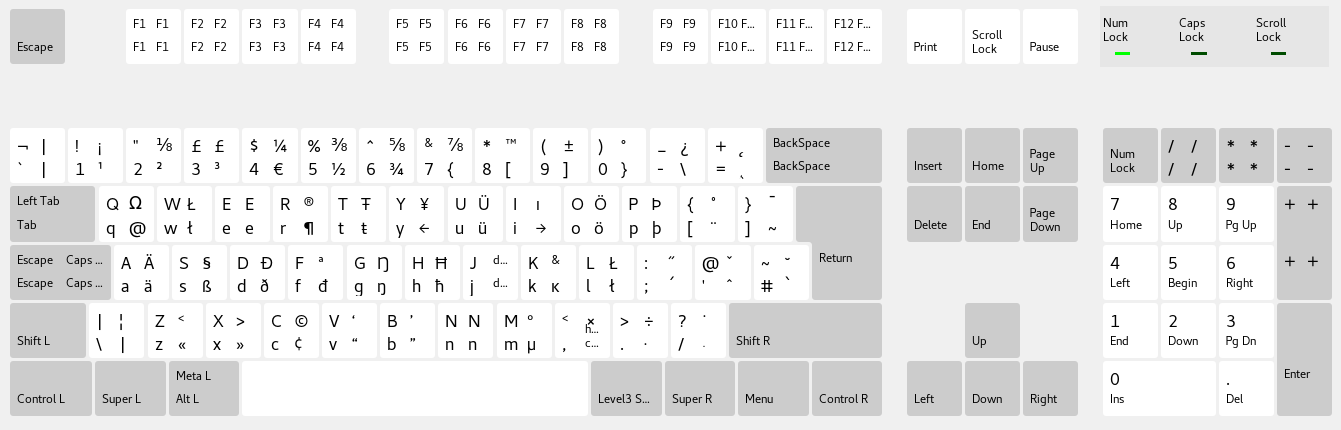 F1 F1 F2 F2 F3 F3 F4 F4 F5 F5 F6 F6 F7 F7 F8 F8 F9 F9 F10 F... F11 F... F12 F...
Escape F1 F1 F2 F2 F3 F3 F4 F4 F5 F5 F6 F6 F7 F7 F8 F8 F9 F9 F10 F... F11 F... F12 F... Print Scroll Lock Pause Num Lock Caps Lock Scroll Lock
¬ | ! ¡ " ⅛ £ £ $ ¼ % ⅜ ^ ⅝ & ⅞ * ™ ( ± ) ° _ ¿ + ˛ BackSpace
` | 1 ¹ 2 ² 3 ³ 4 € 5 ½ 6 ¾ 7 { 8 [ 9 ] 0 } - \ = ¸ BackSpace
Insert Home Page Up Num Lock / / * * - -
/ / * * - -
Left Tab Q Ω W Ł E E R ® T Ŧ Y ¥ U Ü I ı O Ö P Þ { ° } ¯
Tab q @ w ł e e r ¶ t ŧ y ← u ü i → o ö p þ [ ¨ ] ~ Return
Delete End Page Down 7 Home 8 Up 9 Pg Up + +
Escape Caps ... A Ä S § D Ð F ª G Ŋ H Ħ J d... K & L Ł : ˝ @ ˇ ~ ˘
Escape Caps ... a ä s ß d ð f đ g ŋ h ħ j d... k ĸ l ł ; ´ ' ^ # `
4 Left 5 Begin 6 Right + +
| ¦ Z < X > C © V ‘ B ’ N N M º < × > ÷ ? ˙
Shift L \ | z « x » c ¢ v “ b ” n n m µ , h... c... . · / . Shift R
Up 1 End 2 Down 3 Pg Dn Enter
Control L Super L Meta L Alt L Level3 S... Super R Menu Control R
Left Down Right 0 Ins . Del